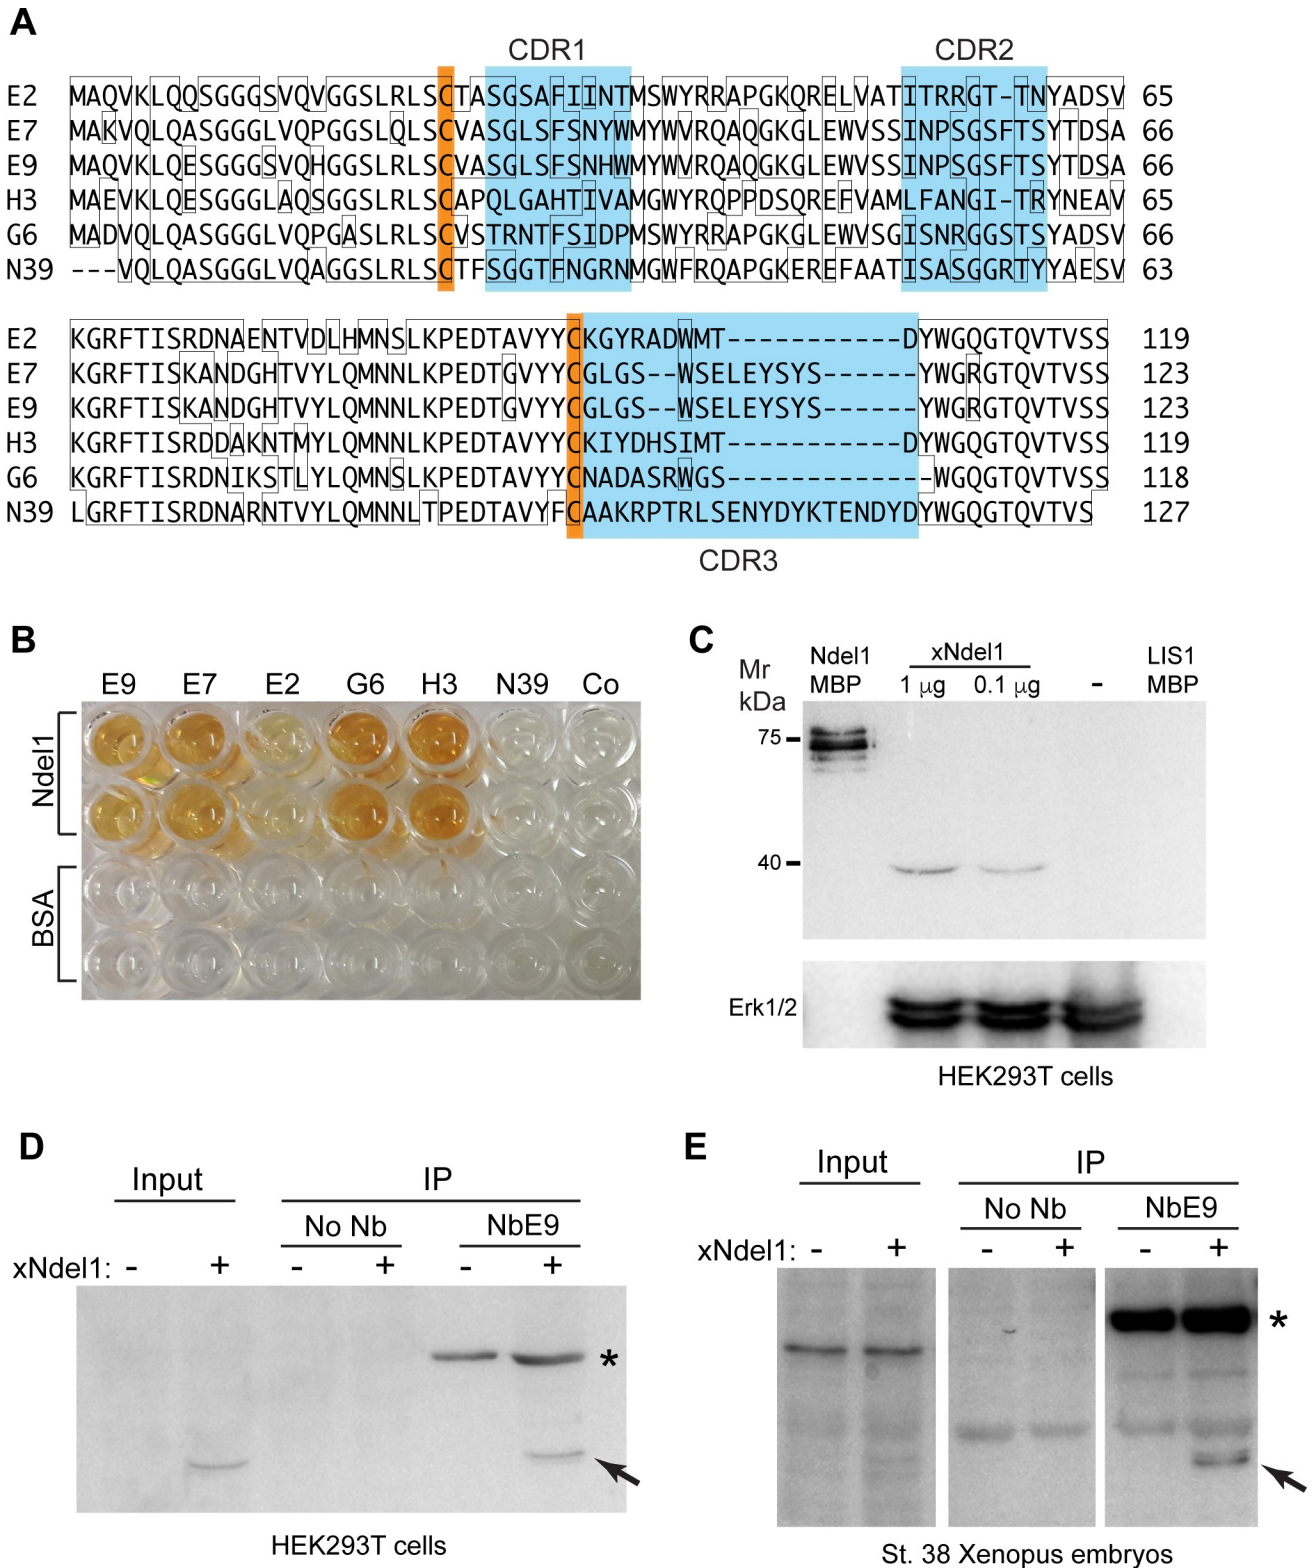 A
CDR1 CDR2
E2 MAQVKLQQSGGGSVQVGGSLRLSCTASGSAFIINTMSWYRRAPGKQRELVATITRRGT-TNYADSV 65
E7 MAKVQLQASGGGLVQPGGSLQLSCVASGLSFSNYWMYWVRQAQGKGLEWVSSINPSGSFTSYTDSA 66
E9 MAQVKLQESGGGSVQHGGSLRLSCVASGLSFSNHWMYWVRQAQGKGLEWVSSINPSGSFTSYTDSA 66
H3 MAEVKLQESGGGLAQSGGSLRLSCAPQLGAHTIVAMGWYRQPPDSQREFVAMLFANGI-TRYNEAV 65
G6 MADVQLQASGGGLVQPGASLRLSCVSTRNTFSIDPMSWYRRAPGKGLEWVSGISNRGGSTSYADSV 66
N39 ---VQLQASGGGLVQAGGSLRLSCTFSGGTFNGRNMGWFRQAPGKEREFAATISASGGRTYYAESV 63
E2 KGRFTISRDNAENTVDLHMNSLKPEDTAVYYCKGYRADWMT-----------DYWGQGTQVTVSS 119
E7 KGRFTISKANDGHTVYLQMNNLKPEDTGVYYCGLGS--WSELEYSYS------YWGRGTQVTVSS 123
E9 KGRFTISKANDGHTVYLQMNNLKPEDTGVYYCGLGS--WSELEYSYS------YWGRGTQVTVSS 123
H3 KGRFTISRDDAKNTMYLQMNNLKPEDTAVYYCKIYDHSIMT-----------DYWGQGTQVTVSS 119
G6 KGRFTISRDNIKSTLYLQMNSLKPEDTAVYYCNADASRWGS-------------WGQGTQVTVSS 118
N39 LGRFTISRDNARNTVYLQMNNLTPEDTAVYFCAAKRPTRLSENYDYKTENDYDYWGQGTQVTVS 127
CDR3
B
E9 E7 E2 G6 H3 N39 Co
Ndel1
BSA
C
Mr
kDa
Ndel1
MBP
xNdel1
1 μg 0.1 μg
-
LIS1
MBP
75
40
Erk1/2
HEK293T cells
D
Input IP
No Nb NbE9
xNdel1: - + - + - +
*
HEK293T cells
E
Input IP
No Nb NbE9
xNdel1: - + - + - +
*
St. 38 Xenopus embryos